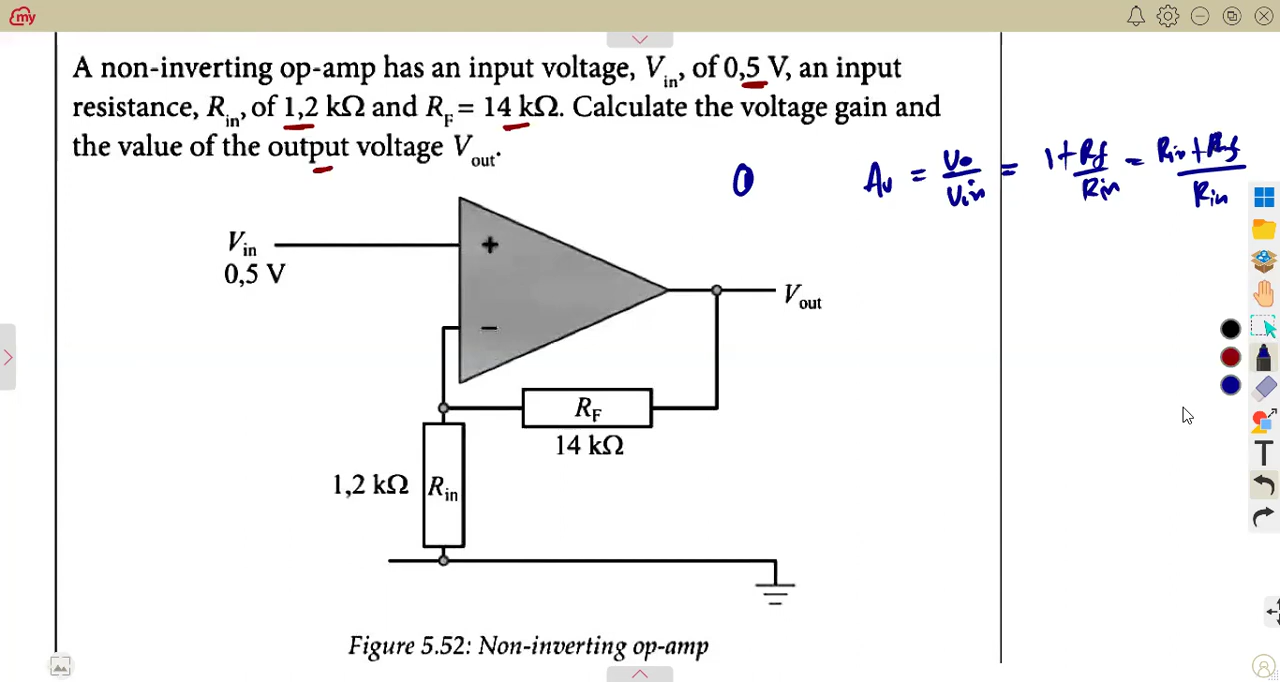 my
A non-inverting op-amp has an input voltage, Vin, of 0,5 V, an input
resistance, Rin, of 1,2 kΩ and RF = 14 kΩ. Calculate the voltage gain and
the value of the output voltage Vout.
Av = Vo/Vin = 1+Rf/Rin = Rin+Rf/Rin
Vin
0,5 V
+
−
Vout
RF
14 kΩ
1,2 kΩ Rin
Figure 5.52: Non-inverting op-amp
T